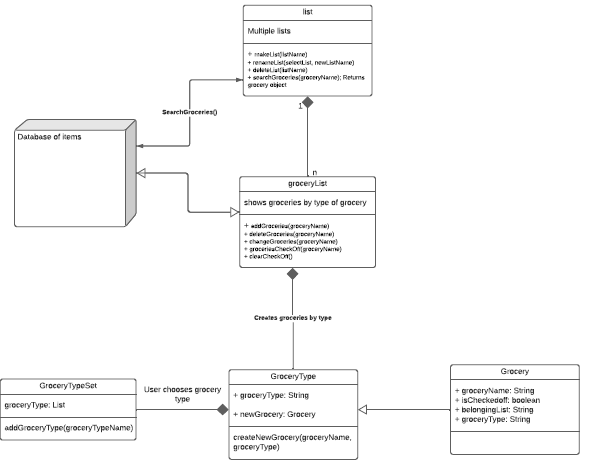 list
Multiple lists
+ makeList(listName)
+ renameList(selectList, newListName)
+ deleteList(listName)
+ searchGroceries(groceryName); Returns
grocery object
SearchGroceries()
1
Database of items
n
groceryList
shows groceries by type of grocery
+ addGroceries(groceryName)
+ deleteGroceries(groceryName)
+ changeGroceries(groceryName)
+ groceriesCheckOff(groceryName)
+ clearCheckOff()
Creates groceries by type
GroceryTypeSet
groceryType: List
addGroceryType(groceryTypeName)
User chooses grocery
type
GroceryType
+ groceryType: String
+ newGrocery: Grocery
createNewGrocery(groceryName,
groceryType)
Grocery
+ groceryName: String
+ isCheckedoff: boolean
+ belongingList: String
+ groceryType: String